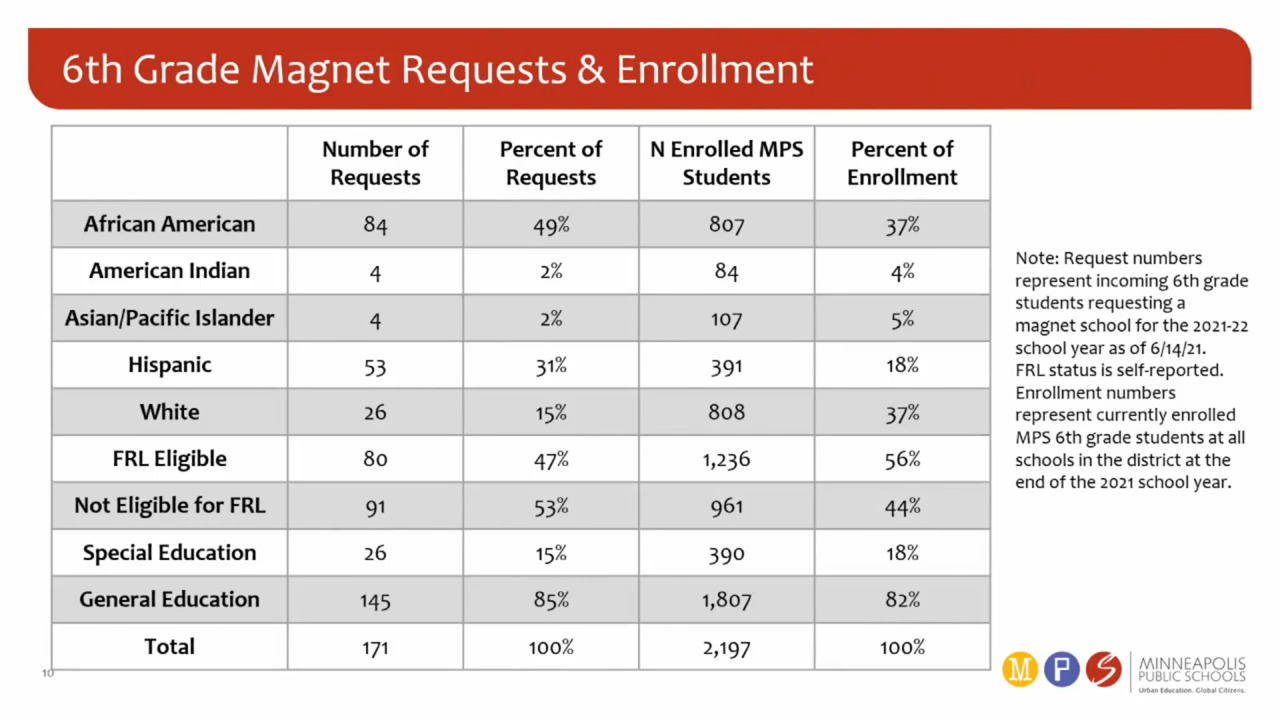 6th Grade Magnet Requests & Enrollment
Number of Requests Percent of Requests N Enrolled MPS Students Percent of Enrollment
African American 84 49% 807 37%
American Indian 4 2% 84 4%
Asian/Pacific Islander 4 2% 107 5%
Hispanic 53 31% 391 18%
White 26 15% 808 37%
FRL Eligible 80 47% 1,236 56%
Not Eligible for FRL 91 53% 961 44%
Special Education 26 15% 390 18%
General Education 145 85% 1,807 82%
Total 171 100% 2,197 100%
Note: Request numbers
represent incoming 6th grade
students requesting a
magnet school for the 2021-22
school year as of 6/14/21.
FRL status is self-reported.
Enrollment numbers
represent currently enrolled
MPS 6th grade students at all
schools in the district at the
end of the 2021 school year.
10
M P S
MINNEAPOLIS
PUBLIC SCHOOLS
Urban Education. Global Citizens.